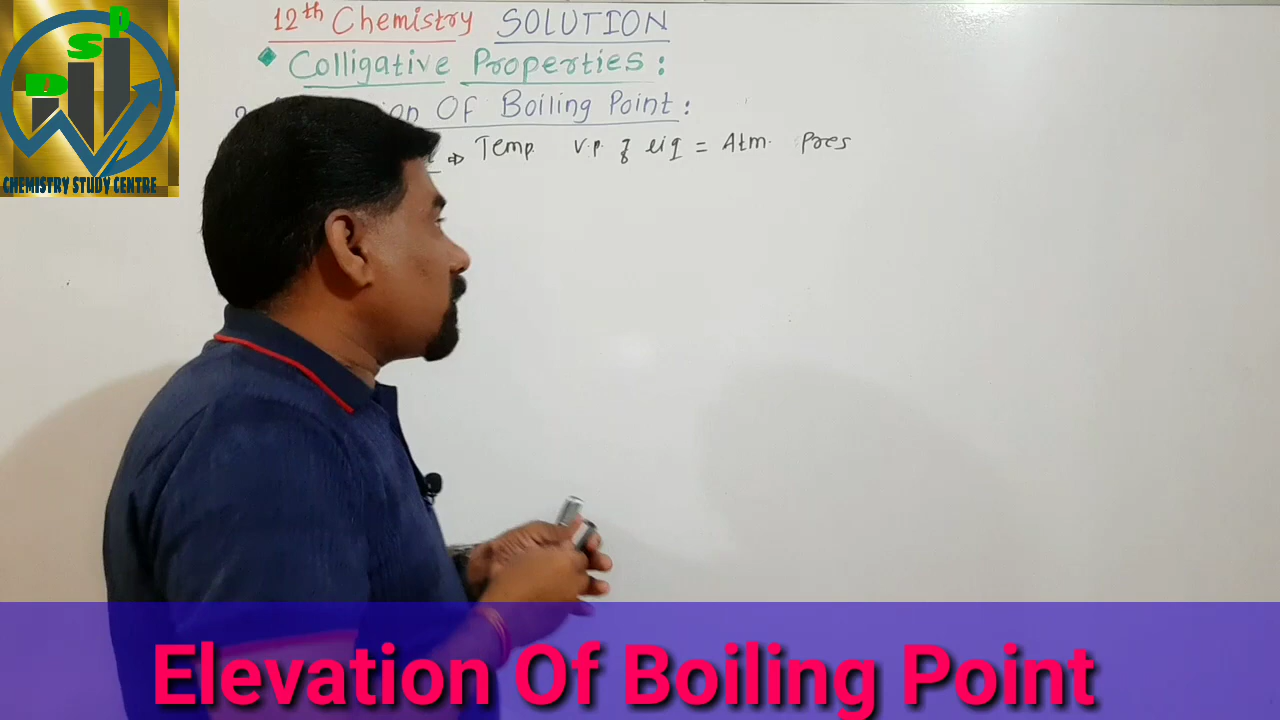 12th Chemistry SOLUTION
Colligative Properties:
Of Boiling Point:
Temp. V.P. of liq = Atm. Pres
D S P
CHEMISTRY STUDY CENTRE
Elevation Of Boiling Point